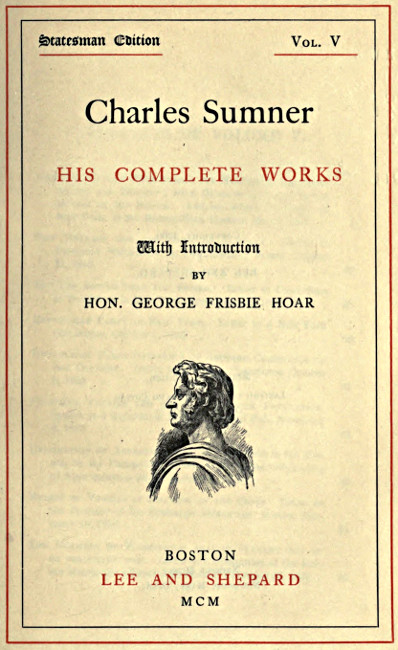 Statesman Edition VOL. V
Charles Sumner
HIS COMPLETE WORKS
With Introduction
BY
HON. GEORGE FRISBIE HOAR
BOSTON
LEE AND SHEPARD
MCM